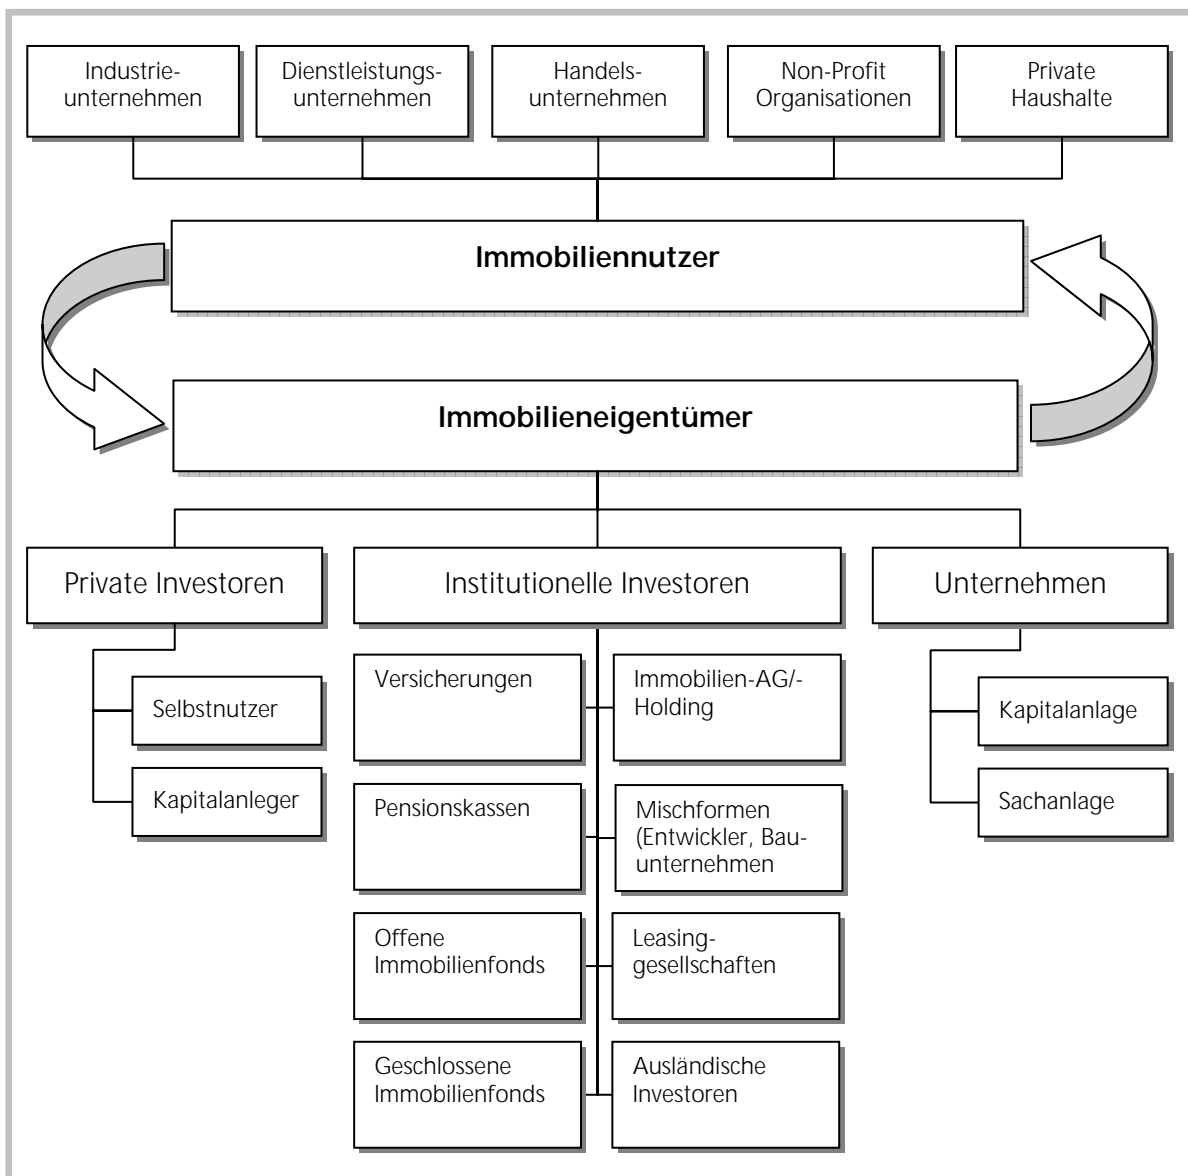 Industrie-
unternehmen
Dienstleistungs-
unternehmen
Handels-
unternehmen
Non-Profit
Organisationen
Private
Haushalte
Immobiliennutzer
Immobilieneigentümer
Private Investoren
Institutionelle Investoren
Unternehmen
Selbstnutzer
Kapitalanleger
Versicherungen
Immobilien-AG/-
Holding
Pensionskassen
Mischformen
(Entwickler, Bau-
unternehmen
Offene
Immobilienfonds
Leasing-
gesellschaften
Geschlossene
Immobilienfonds
Ausländische
Investoren
Kapitalanlage
Sachanlage